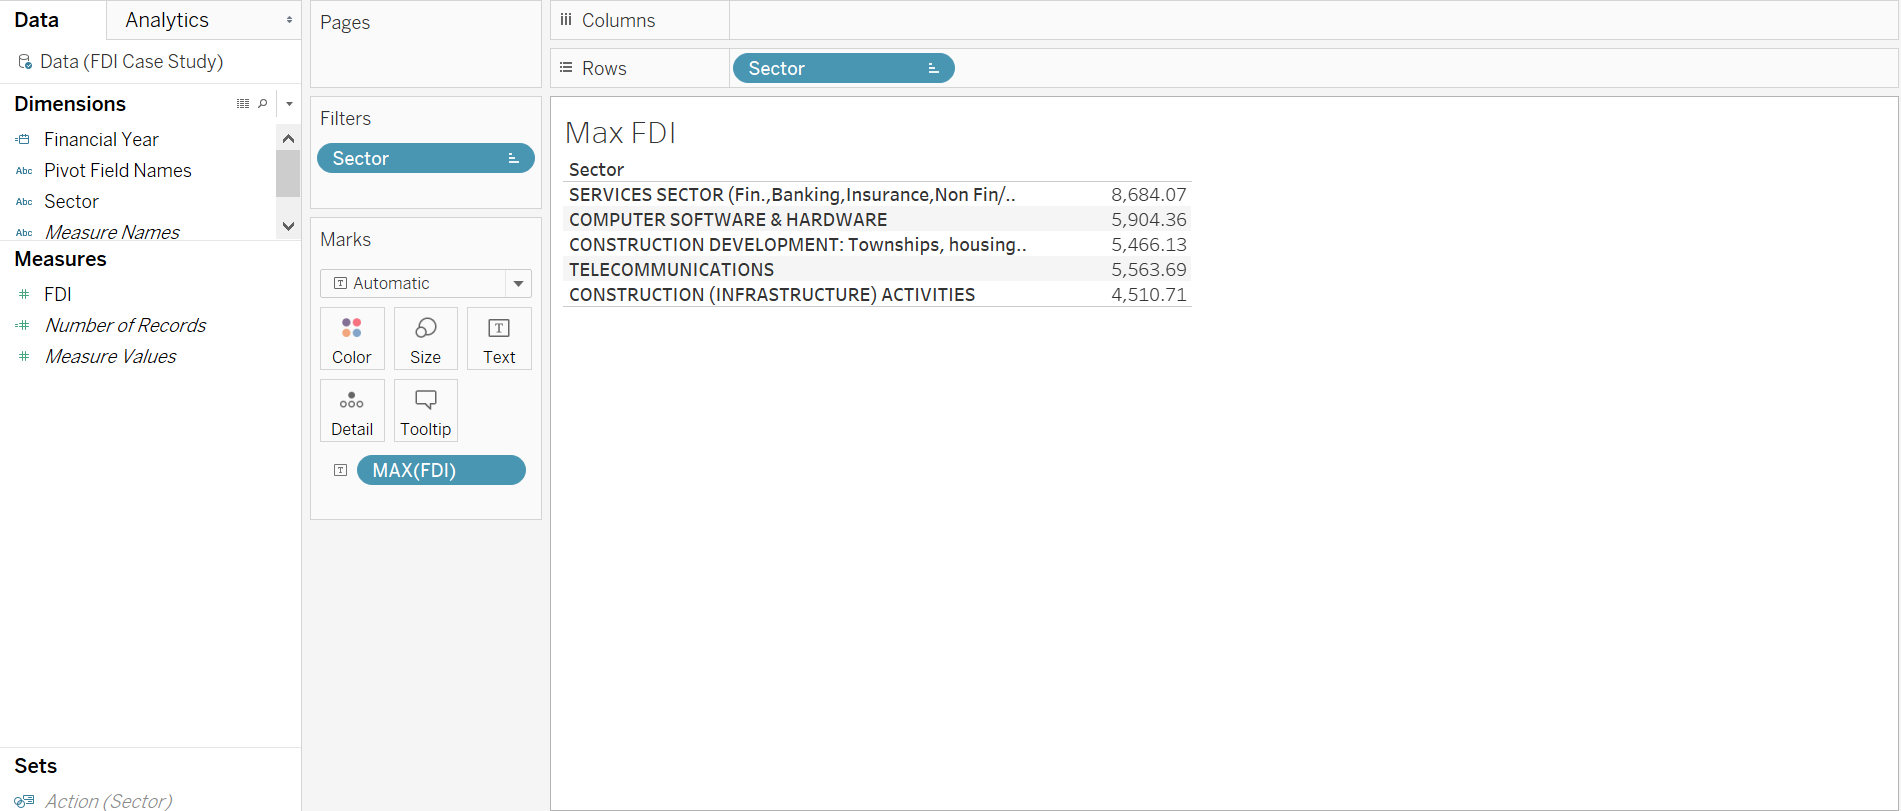 Data
Analytics
Data (FDI Case Study)
Dimensions
Abc Financial Year
Abc Pivot Field Names
Abc Sector
Abc Measure Names
Measures
# FDI
# Number of Records
# Measure Values
Sets
Action (Sector)
Pages
Filters
Sector
Marks
T Automatic
Color
Size
T
Text
Detail
Tooltip
T MAX(FDI)
Columns
Rows
Sector
Max FDI
Sector
SERVICES SECTOR (Fin.,Banking,Insurance,Non Fin/.. 8,684.07
COMPUTER SOFTWARE & HARDWARE 5,904.36
CONSTRUCTION DEVELOPMENT: Townships, housing.. 5,466.13
TELECOMMUNICATIONS 5,563.69
CONSTRUCTION (INFRASTRUCTURE) ACTIVITIES 4,510.71